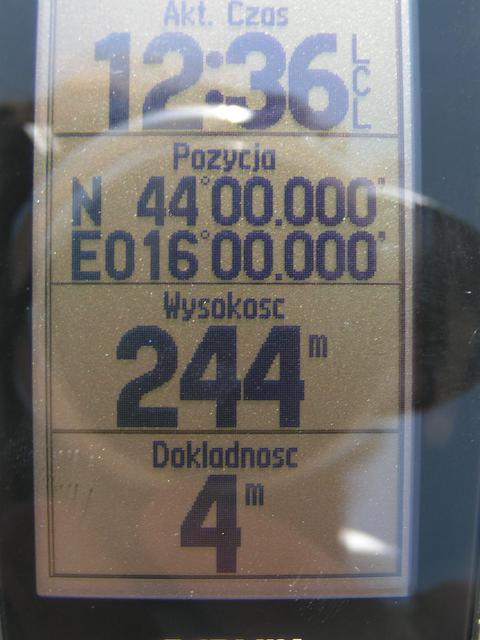 Akt. Czas
12:36 LCL
Pozycja
N 44°00.000'
E016°00.000'
Wysokosc
244 m
Dokladnosc
4 m